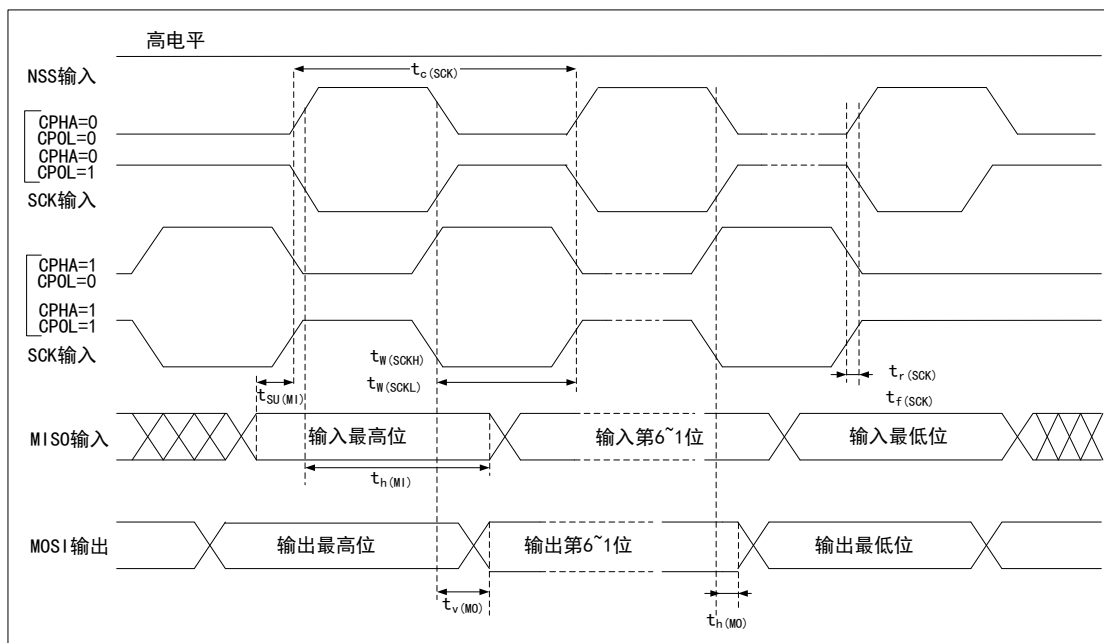 高电平
NSS输入
tc(SCK)
CPHA=0
CPOL=0
CPHA=0
CPOL=1
SCK输入
CPHA=1
CPOL=0
CPHA=1
CPOL=1
SCK输入
tW(SCKH)
tW(SCKL)
tr(SCK)
tf(SCK)
tSU(MI)
MISO输入
输入最高位
输入第6~1位
输入最低位
th(MI)
MOSI输出
输出最高位
输出第6~1位
输出最低位
tv(MO)
th(MO)